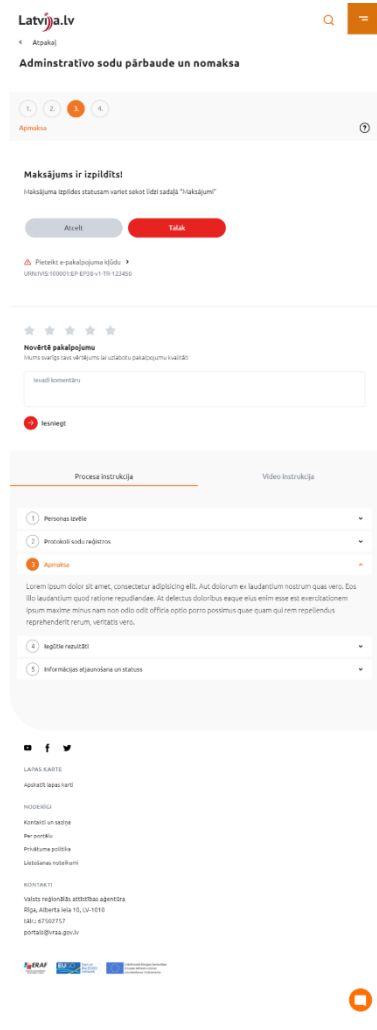 Latvija.lv
Atpakaļ
Adminstratīvo sodu pārbaude un nomaksa
1. 2. 3. 4.
Apmaksa
Maksājums ir izpildīts!
Maksājuma izpildes statusam variet sekot līdzi sadaļā "Maksājumi"
Atcelt Tālāk
Pieteikt e-pakalpojuma kļūdu
URN:IVIS:100001:EP-EP38-v1-TR-123456
Novērtē pakalpojumu
Mums svarīgs tavs vērtējums lai uzlabotu pakalpojumu kvalitāti
Ievadi komentāru
Iesniegt
Procesa instrukcija Video instrukcija
1 Personas izvēle
2 Protokoli sodu reģistros
3 Apmaksa
Lorem ipsum dolor sit amet, consectetur adipisicing elit. Aut dolorum ex laudantium nostrum quas vero. Eos
illo laudantium quod ratione repudiandae. At delectus doloribus eaque eius enim esse est exercitationem
ipsum maxime minus nam non odio odit officia optio porro possimus quae quam qui rem repellendus
reprehenderit rerum, veritatis vero.
4 Iegūtie rezultāti
5 Informācijas atjaunošana un statuss
LAPAS KARTE
Apskatīt lapas karti
NODERĪGI
Kontakti un saziņa
Par portālu
Privātuma politika
Lietošanas noteikumi
KONTAKTI
Valsts reģionālās attīstības aģentūra
Rīga, Alberta iela 10, LV-1010
tālr.: 67502757
portals@vraa.gov.lv
ERAF